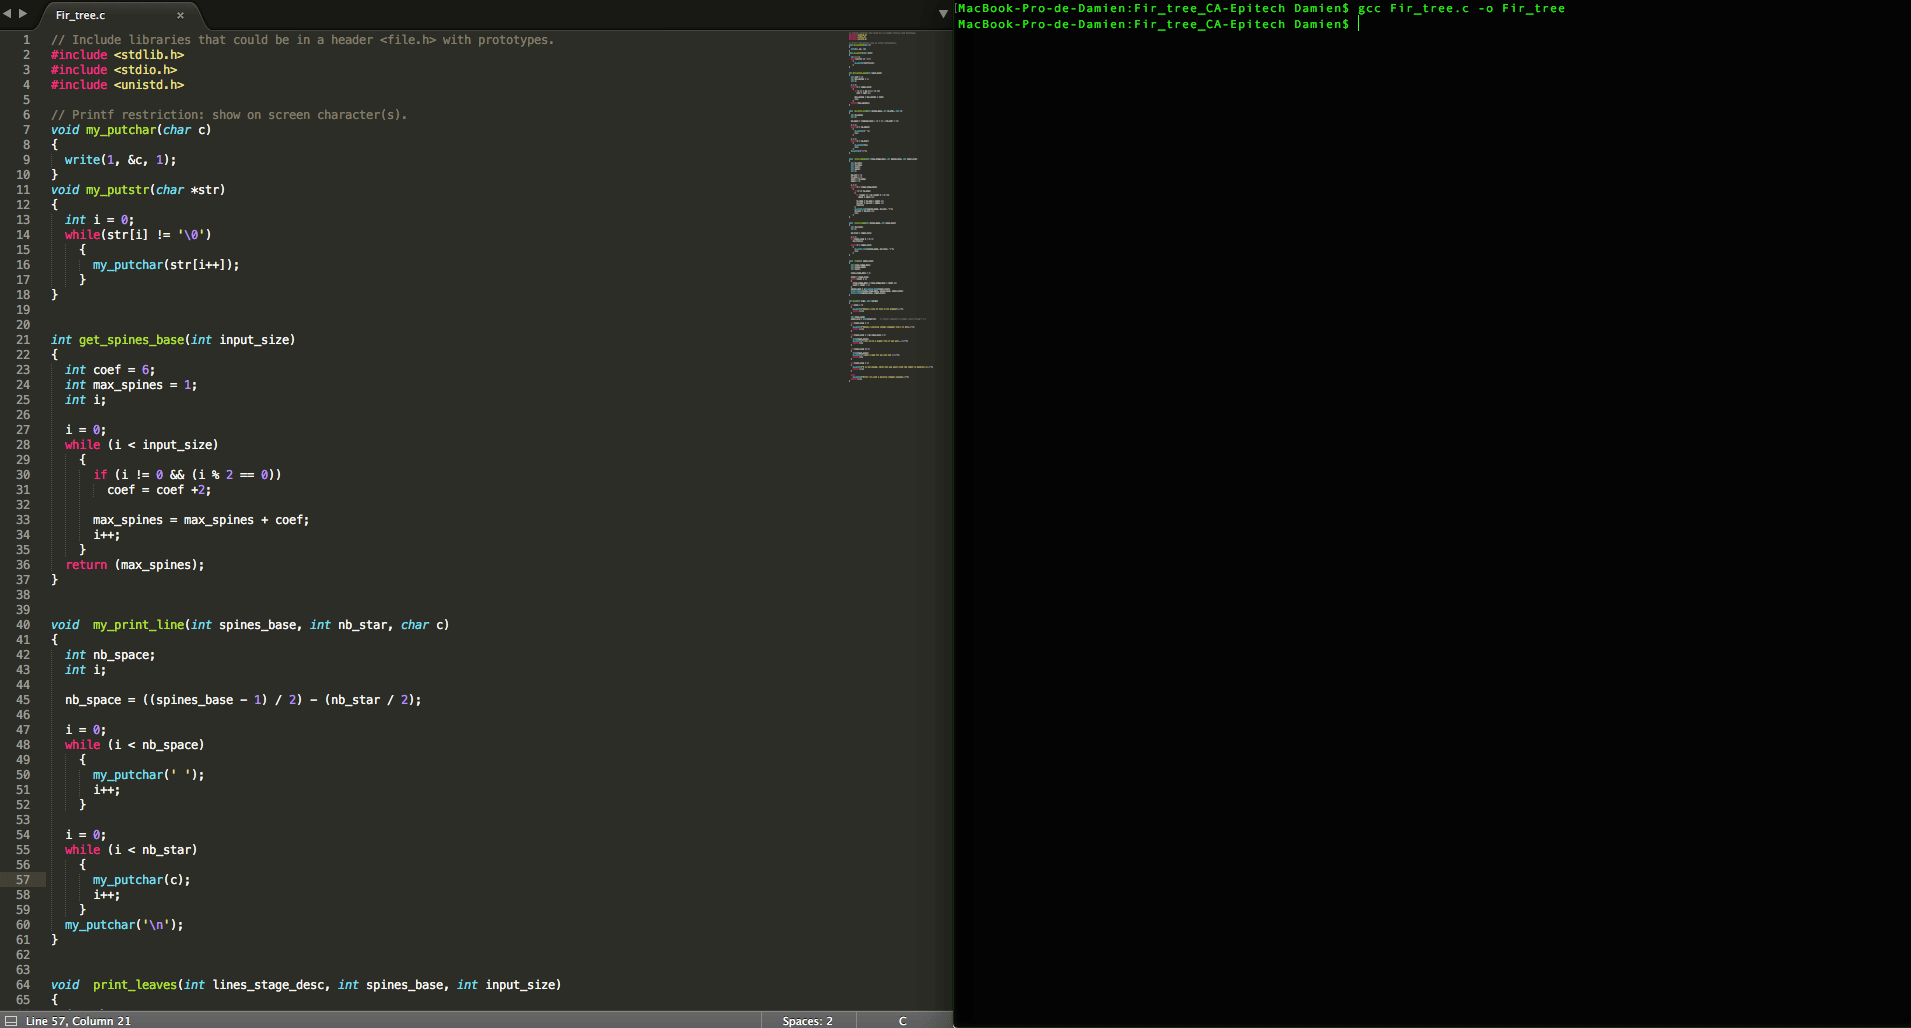 Fir_tree.c ×
1 // Include libraries that could be in a header <file.h> with prototypes.
2 #include <stdlib.h>
3 #include <stdio.h>
4 #include <unistd.h>
5
6 // Printf restriction: show on screen character(s).
7 void my_putchar(char c)
8 {
9   write(1, &c, 1);
10 }
11 void my_putstr(char *str)
12 {
13   int i = 0;
14   while(str[i] != '\0')
15     {
16       my_putchar(str[i++]);
17     }
18 }
19
20
21 int get_spines_base(int input_size)
22 {
23   int coef = 6;
24   int max_spines = 1;
25   int i;
26
27   i = 0;
28   while (i < input_size)
29     {
30       if (i != 0 && (i % 2 == 0))
31         coef = coef +2;
32
33       max_spines = max_spines + coef;
34       i++;
35     }
36   return (max_spines);
37 }
38
39
40 void  my_print_line(int spines_base, int nb_star, char c)
41 {
42   int nb_space;
43   int i;
44
45   nb_space = ((spines_base - 1) / 2) - (nb_star / 2);
46
47   i = 0;
48   while (i < nb_space)
49     {
50       my_putchar(' ');
51       i++;
52     }
53
54   i = 0;
55   while (i < nb_star)
56     {
57       my_putchar(c);
58       i++;
59     }
60   my_putchar('\n');
61 }
62
63
64 void  print_leaves(int lines_stage_desc, int spines_base, int input_size)
65 {
Line 57, Column 21
Spaces: 2
C
[MacBook-Pro-de-Damien:Fir_tree_CA-Epitech Damien$ gcc Fir_tree.c -o Fir_tree
MacBook-Pro-de-Damien:Fir_tree_CA-Epitech Damien$